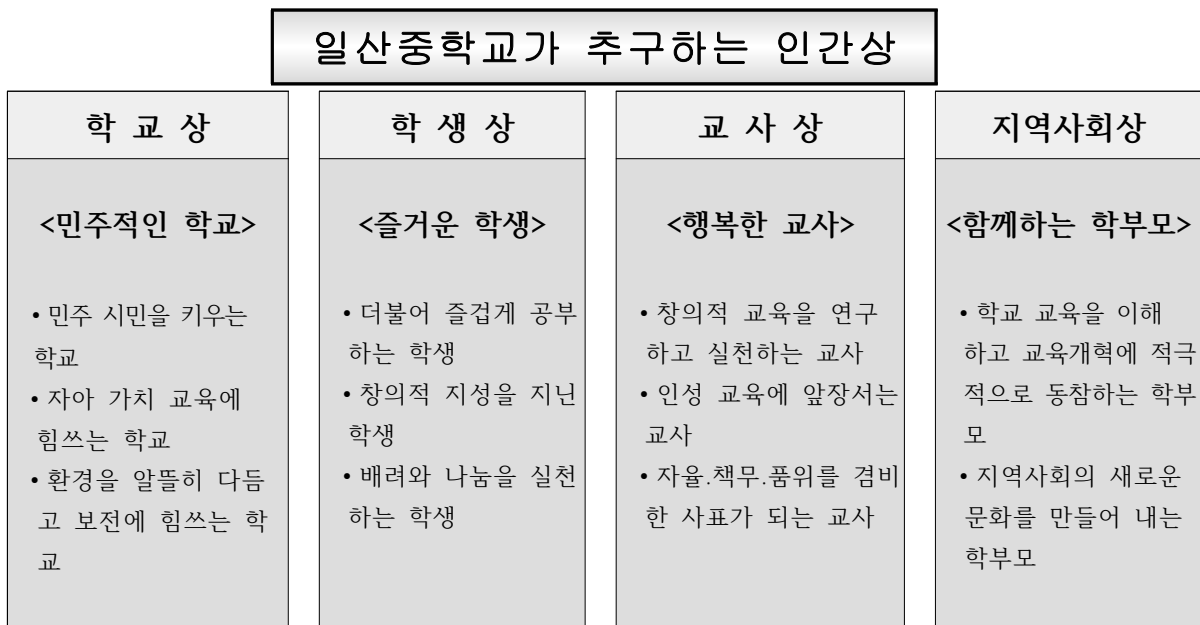 일산중학교가 추구하는 인간상
학 교 상
<민주적인 학교>
• 민주 시민을 키우는
학교
• 자아 가치 교육에
힘쓰는 학교
• 환경을 알뜰히 다듬
고 보전에 힘쓰는 학
교
학 생 상
<즐거운 학생>
• 더불어 즐겁게 공부
하는 학생
• 창의적 지성을 지닌
학생
• 배려와 나눔을 실천
하는 학생
교 사 상
<행복한 교사>
• 창의적 교육을 연구
하고 실천하는 교사
• 인성 교육에 앞장서는
교사
• 자율.책무.품위를 겸비
한 사표가 되는 교사
지역사회상
<함께하는 학부모>
• 학교 교육을 이해
하고 교육개혁에 적극
적으로 동참하는 학부
모
• 지역사회의 새로운
문화를 만들어 내는
학부모